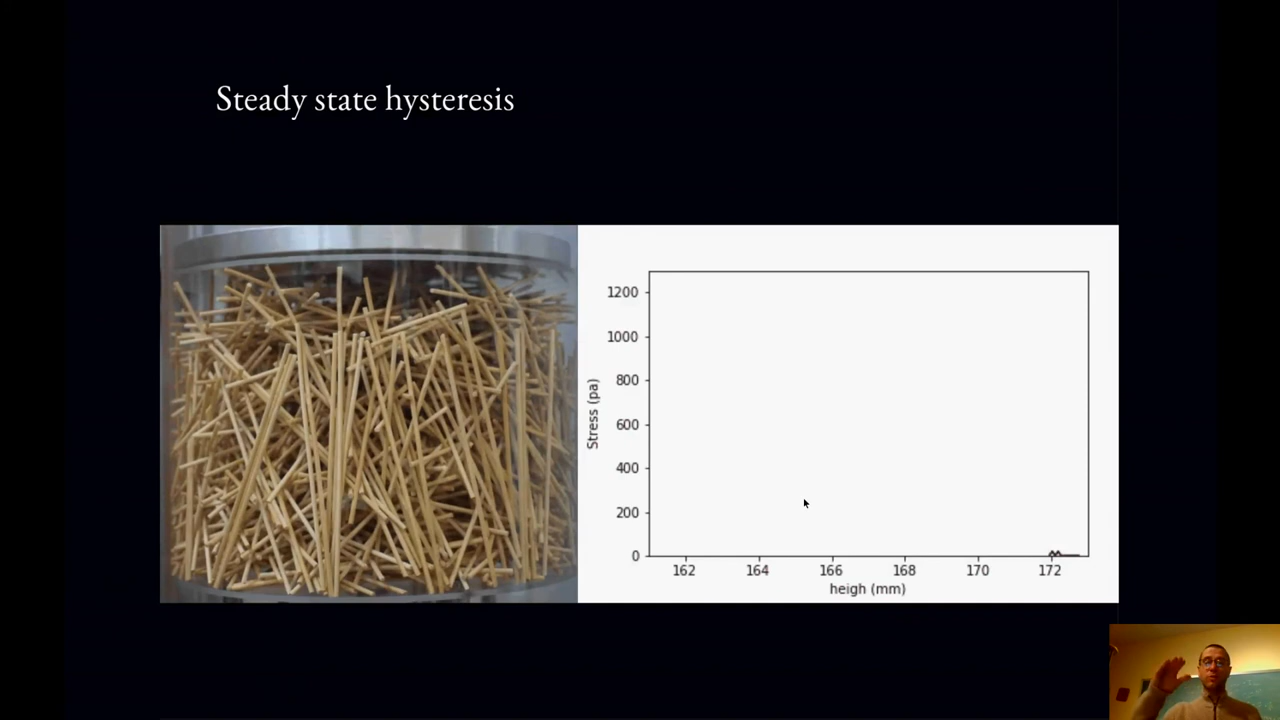 Steady state hysteresis
1200
1000
800
600
400
200
0
Stress (pa)
162 164 166 168 170 172
heigh (mm)